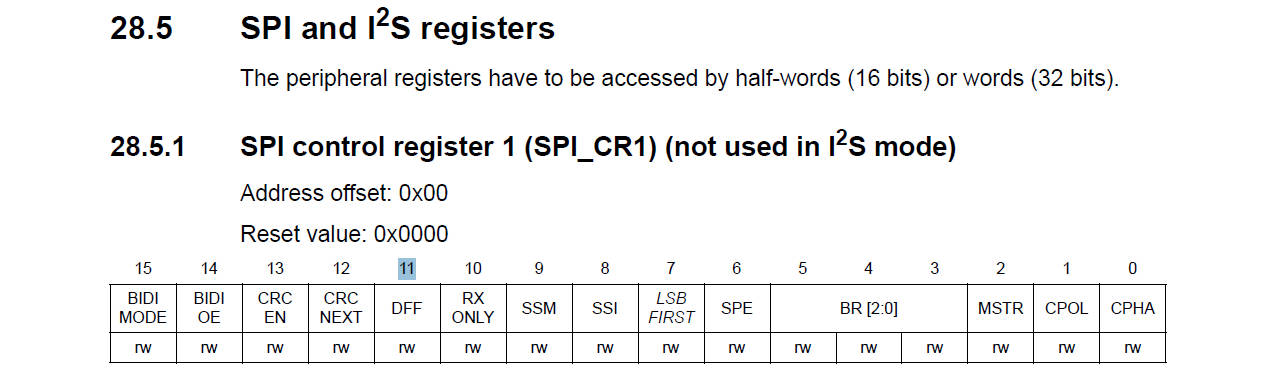 28.5 SPI and I2S registers
The peripheral registers have to be accessed by half-words (16 bits) or words (32 bits).
28.5.1 SPI control register 1 (SPI_CR1) (not used in I2S mode)
Address offset: 0x00
Reset value: 0x0000
15 14 13 12 11 10 9 8 7 6 5 4 3 2 1 0
BIDI MODE BIDI OE CRC EN CRC NEXT DFF RX ONLY SSM SSI LSB FIRST SPE BR [2:0] MSTR CPOL CPHA
rw rw rw rw rw rw rw rw rw rw rw rw rw rw rw rw